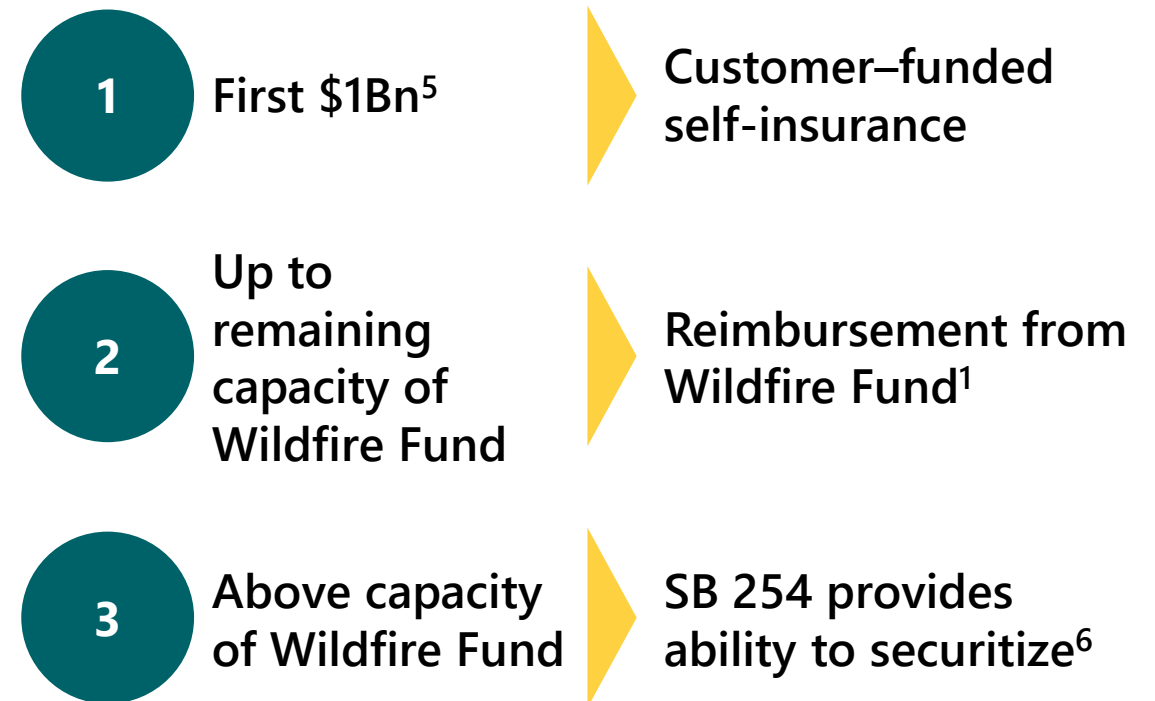 1
First $1Bn⁵
Customer–funded
self-insurance
2
Up to
remaining
capacity of
Wildfire Fund
Reimbursement from
Wildfire Fund¹
3
Above capacity
of Wildfire Fund
SB 254 provides
ability to securitize⁶